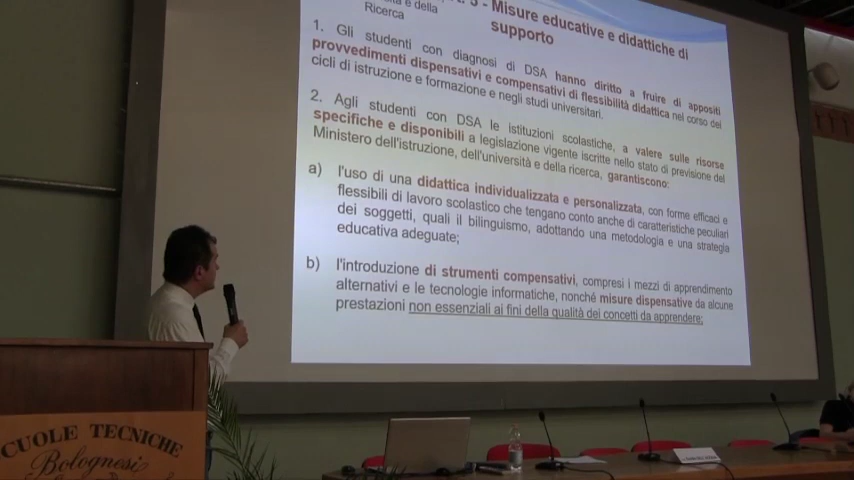 e della
Ricerca
5 - Misure educative e didattiche di
supporto
1. Gli studenti con diagnosi di DSA hanno diritto a fruire di appositi
provvedimenti dispensativi e compensativi di flessibilità didattica nel corso dei
cicli di istruzione e formazione e negli studi universitari.
2. Agli studenti con DSA le istituzioni scolastiche, a valere sulle risorse
specifiche e disponibili a legislazione vigente iscritte nello stato di previsione del
Ministero dell'istruzione, dell'università e della ricerca, garantiscono:
a) l'uso di una didattica individualizzata e personalizzata, con forme efficaci e
flessibili di lavoro scolastico che tengano conto anche di caratteristiche peculiari
dei soggetti, quali il bilinguismo, adottando una metodologia e una strategia
educativa adeguate;
b) l'introduzione di strumenti compensativi, compresi i mezzi di apprendimento
alternativi e le tecnologie informatiche, nonché misure dispensative da alcune
prestazioni non essenziali ai fini della qualità dei concetti da apprendere;
CUOLE TECNICHE
Bolognesi